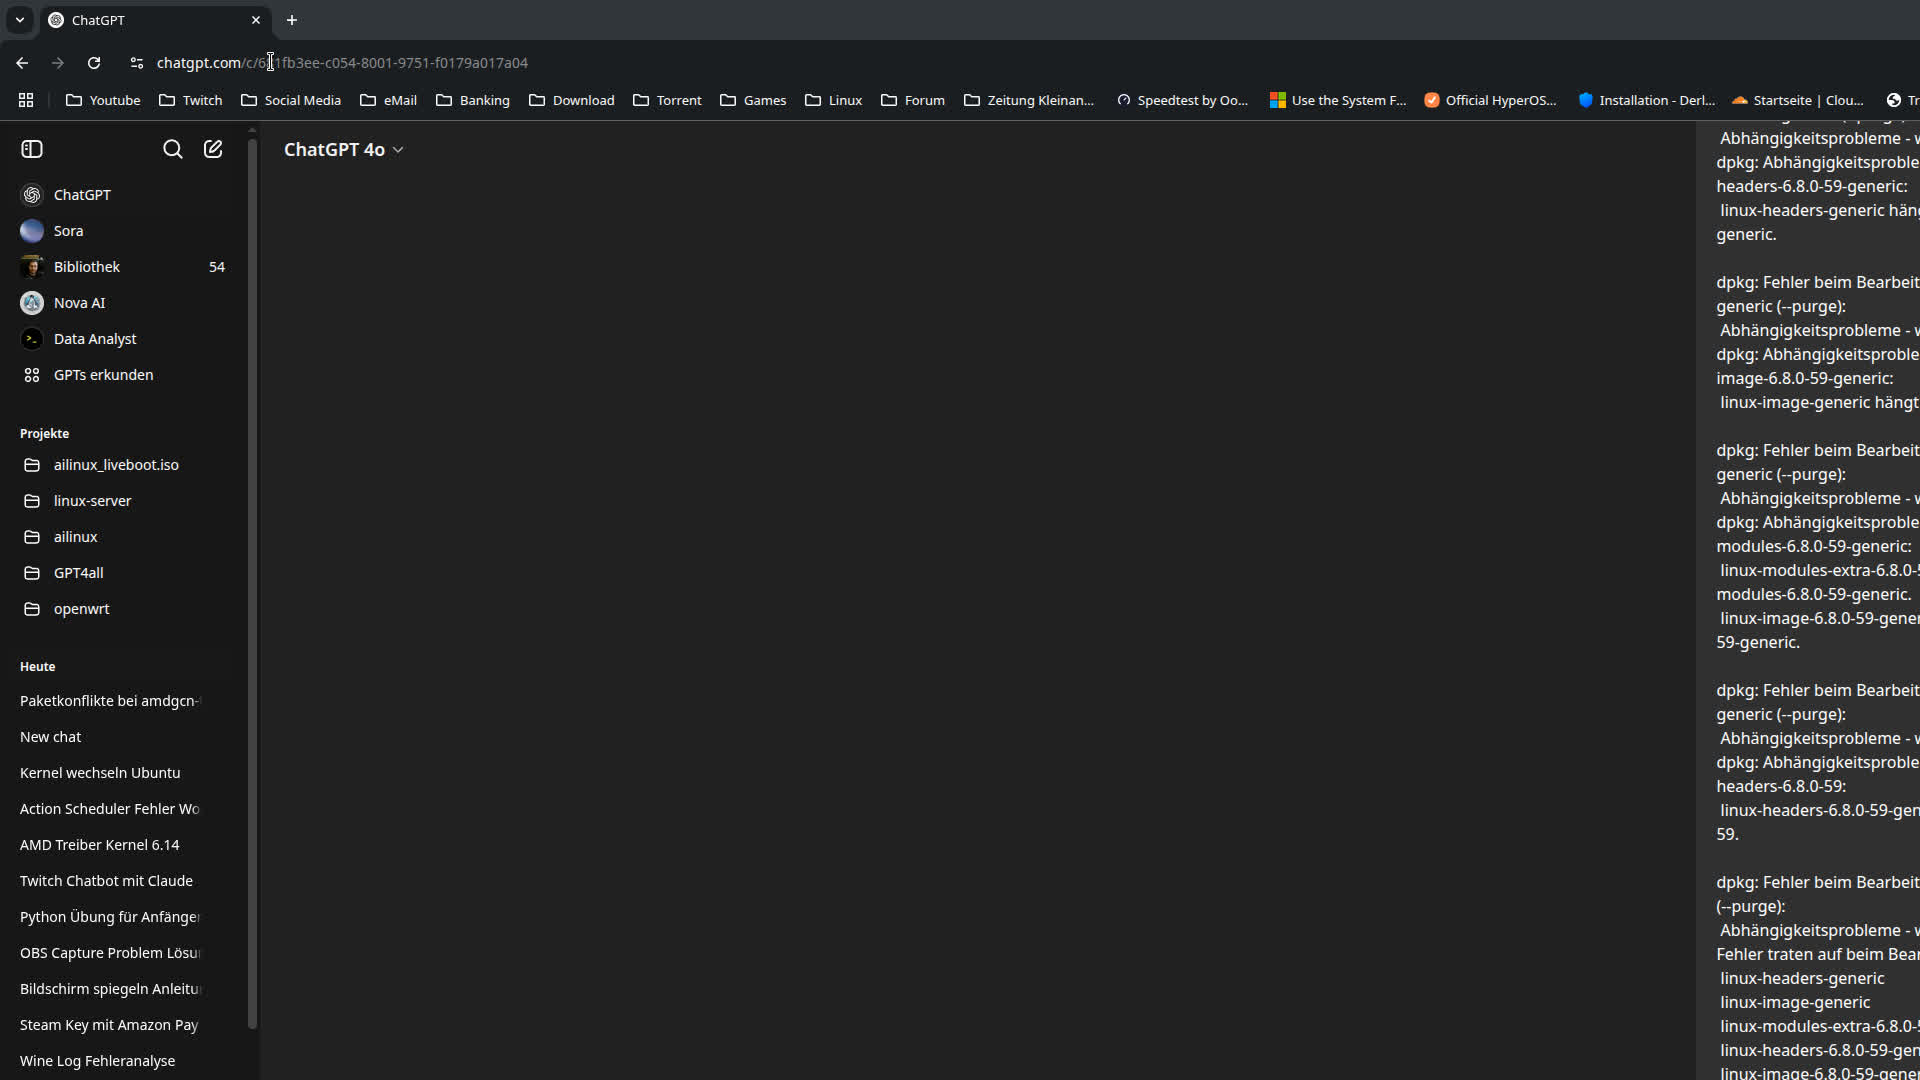 ChatGPT
chatgpt.com/c/6 1fb3ee-c054-8001-9751-f0179a017a04
Youtube Twitch Social Media eMail Banking Download Torrent Games Linux Forum Zeitung Kleinan... Speedtest by Oo... Use the System F... Official HyperOS... Installation - Derl... Startseite | Clou... Tr
ChatGPT 4o
ChatGPT
Sora
Bibliothek 54
Nova AI
Data Analyst
GPTs erkunden
Projekte
ailinux_liveboot.iso
linux-server
ailinux
GPT4all
openwrt
Heute
Paketkonflikte bei amdgcn-
New chat
Kernel wechseln Ubuntu
Action Scheduler Fehler Wo
AMD Treiber Kernel 6.14
Twitch Chatbot mit Claude
Python Übung für Anfänger
OBS Capture Problem Lösu
Bildschirm spiegeln Anleitu
Steam Key mit Amazon Pay
Wine Log Fehleranalyse
Abhängigkeitsprobleme - w
dpkg: Abhängigkeitsproble
headers-6.8.0-59-generic:
linux-headers-generic häng
generic.
dpkg: Fehler beim Bearbeit
generic (--purge):
Abhängigkeitsprobleme - w
dpkg: Abhängigkeitsproble
image-6.8.0-59-generic:
linux-image-generic hängt
dpkg: Fehler beim Bearbeit
generic (--purge):
Abhängigkeitsprobleme - w
dpkg: Abhängigkeitsproble
modules-6.8.0-59-generic:
linux-modules-extra-6.8.0-5
modules-6.8.0-59-generic.
linux-image-6.8.0-59-gener
59-generic.
dpkg: Fehler beim Bearbeit
generic (--purge):
Abhängigkeitsprobleme - w
dpkg: Abhängigkeitsproble
headers-6.8.0-59:
linux-headers-6.8.0-59-gen
59.
dpkg: Fehler beim Bearbeit
(--purge):
Abhängigkeitsprobleme - w
Fehler traten auf beim Bear
linux-headers-generic
linux-image-generic
linux-modules-extra-6.8.0-5
linux-headers-6.8.0-59-gen
linux-image-6.8.0-59-gener